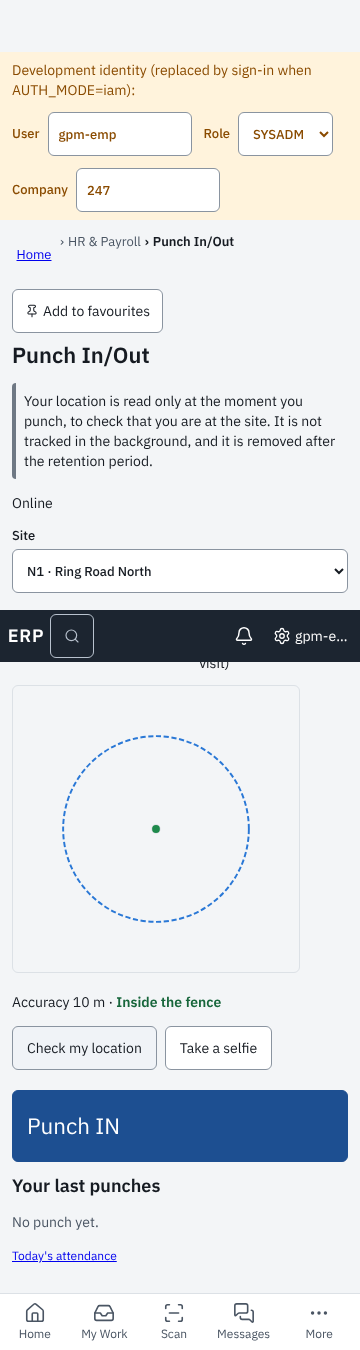 Development identity (replaced by sign-in when
AUTH_MODE=iam):
User gpm-emp Role SYSADM
Company 247
Home › HR & Payroll › Punch In/Out
Add to favourites
Punch In/Out
Your location is read only at the moment you
punch, to check that you are at the site. It is not
tracked in the background, and it is removed after
the retention period.
Online
Site
N1 · Ring Road North
ERP gpm-e...
visit)
Accuracy 10 m · Inside the fence
Check my location Take a selfie
Punch IN
Your last punches
No punch yet.
Today's attendance
Home My Work Scan Messages More